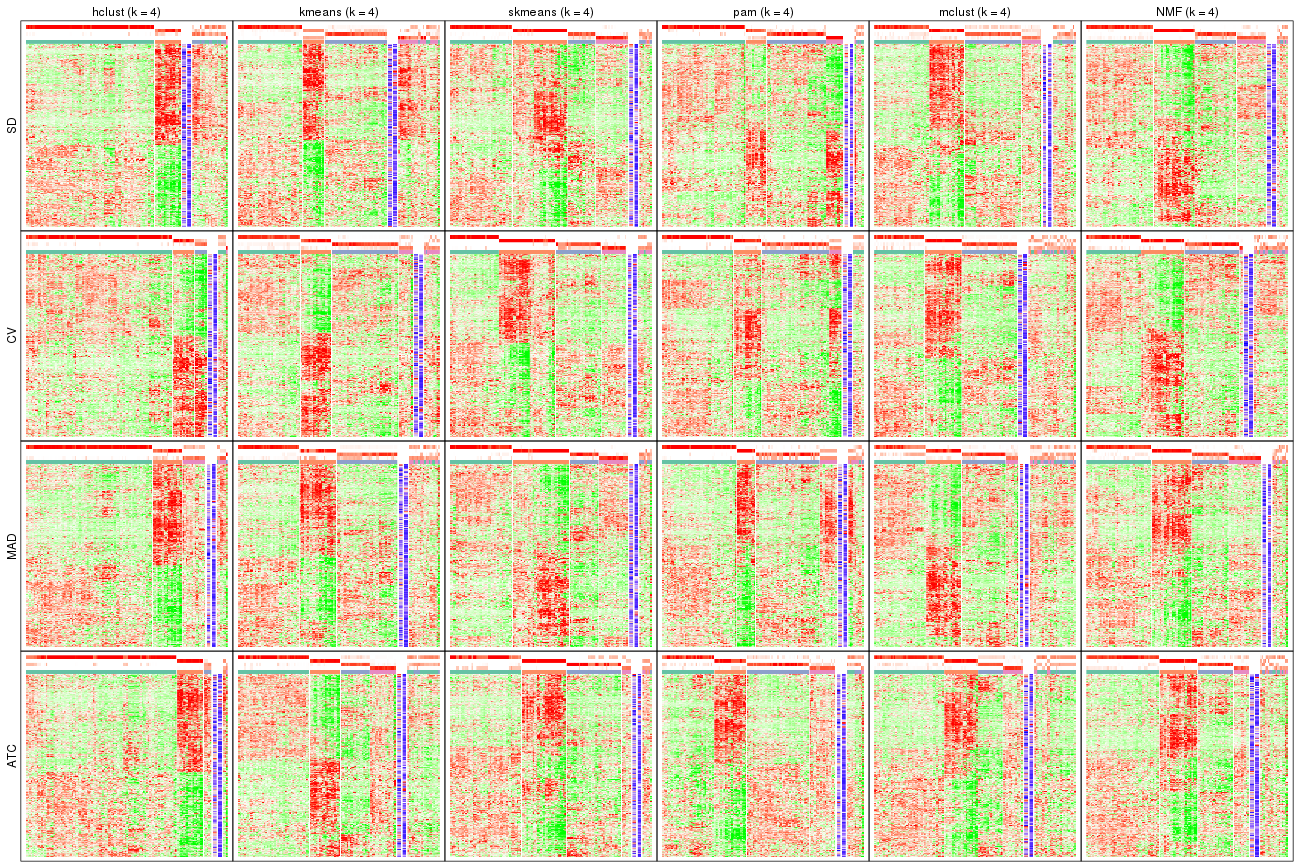 hclust (k = 4) kmeans (k = 4) skmeans (k = 4) pam (k = 4) mclust (k = 4) NMF (k = 4)
SD
CV
MAD
ATC